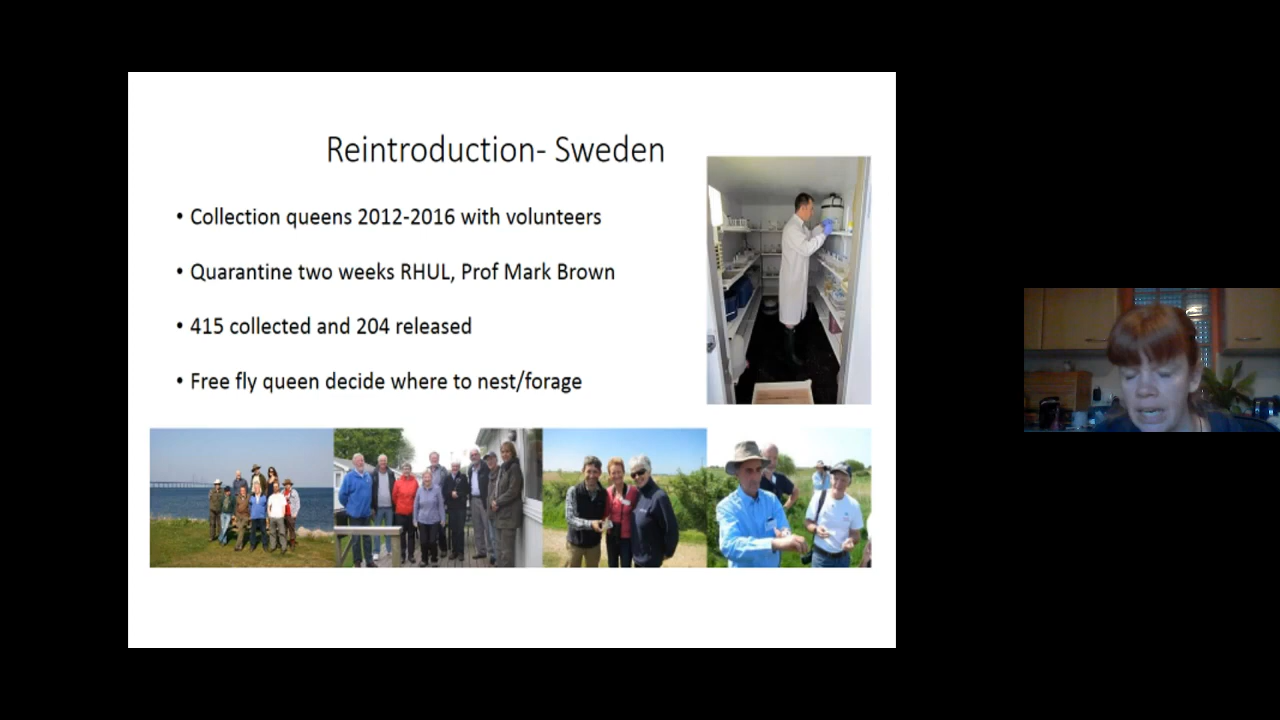 Reintroduction- Sweden
• Collection queens 2012-2016 with volunteers
• Quarantine two weeks RHUL, Prof Mark Brown
• 415 collected and 204 released
• Free fly queen decide where to nest/forage